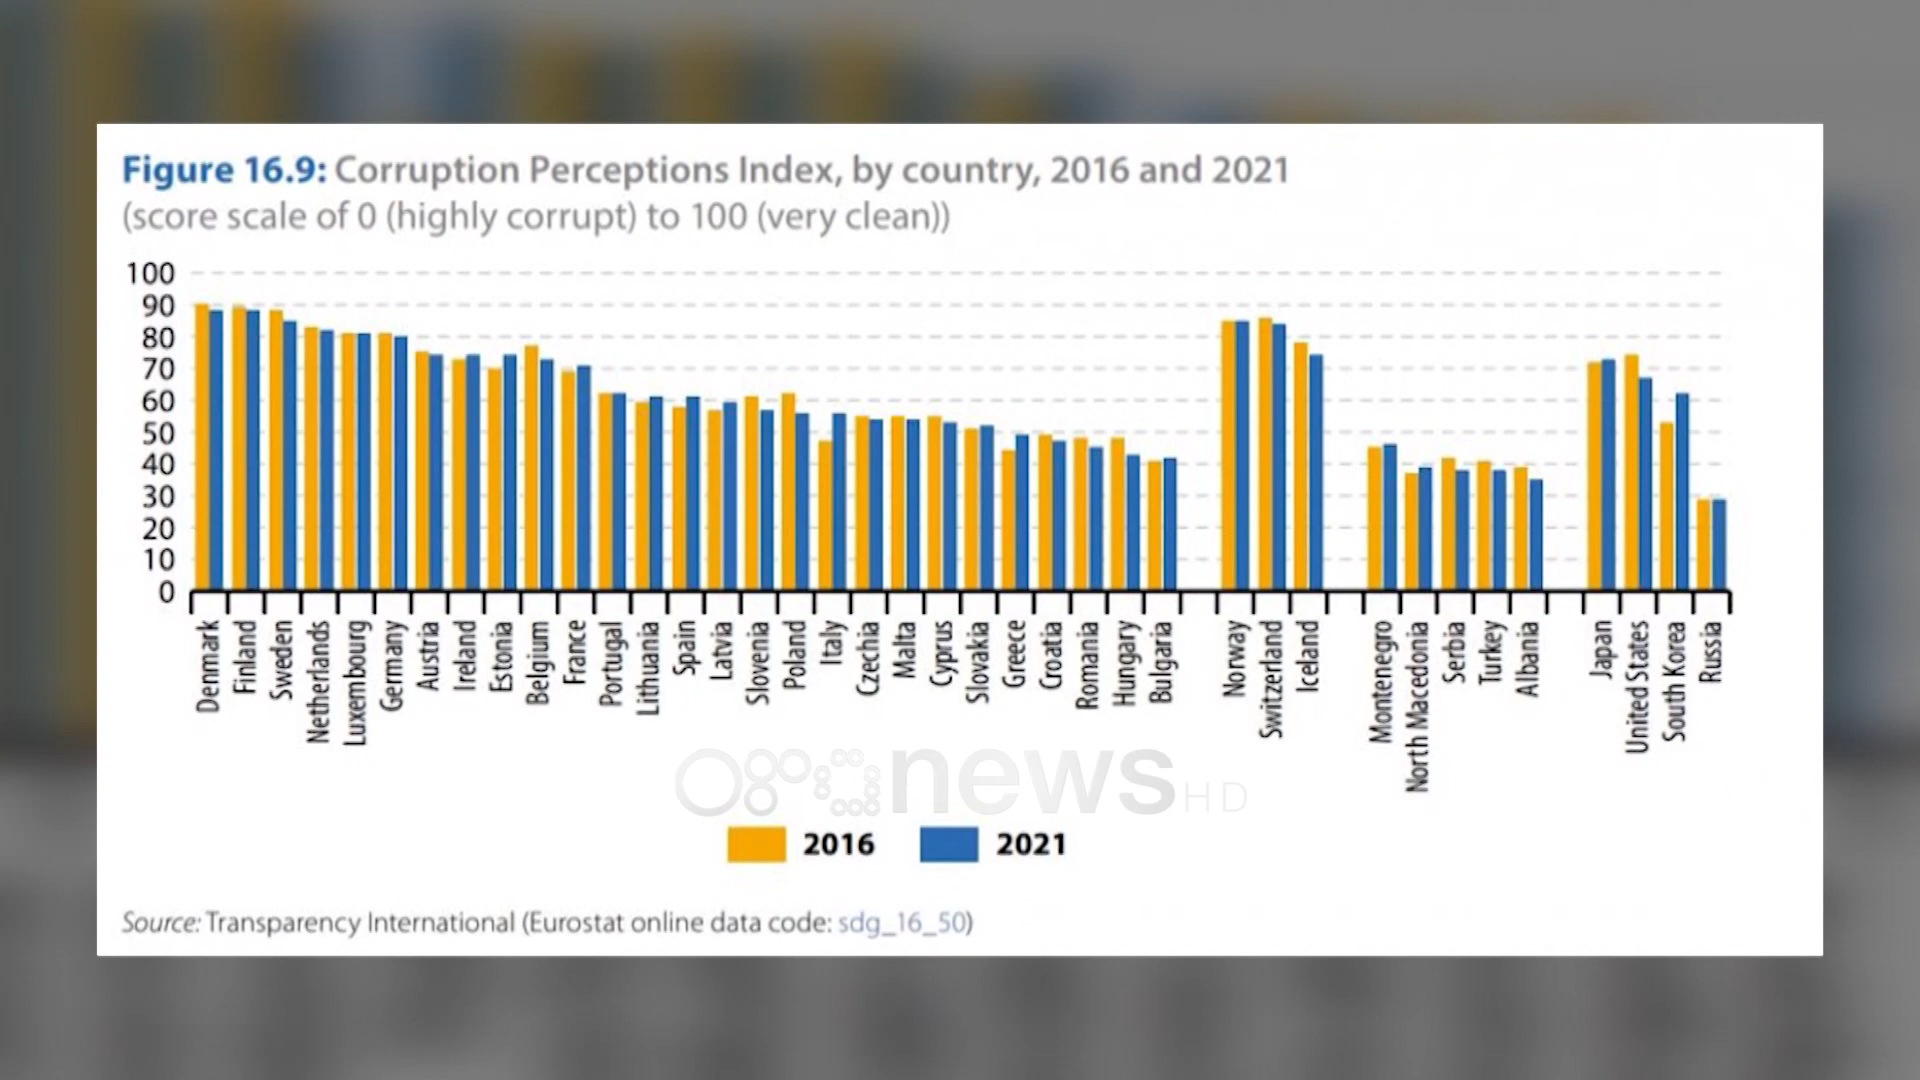 Figure 16.9: Corruption Perceptions Index, by country, 2016 and 2021
(score scale of 0 (highly corrupt) to 100 (very clean))
100
90
80
70
60
50
40
30
20
10
0
Denmark
Finland
Sweden
Netherlands
Luxembourg
Germany
Austria
Ireland
Estonia
Belgium
France
Portugal
Lithuania
Spain
Latvia
Slovenia
Poland
Italy
Czechia
Malta
Cyprus
Slovakia
Greece
Croatia
Romania
Hungary
Bulgaria
Norway
Switzerland
Iceland
Montenegro
North Macedonia
Serbia
Turkey
Albania
Japan
United States
South Korea
Russia
news HD
2016
2021
Source: Transparency International (Eurostat online data code: sdg_16_50)